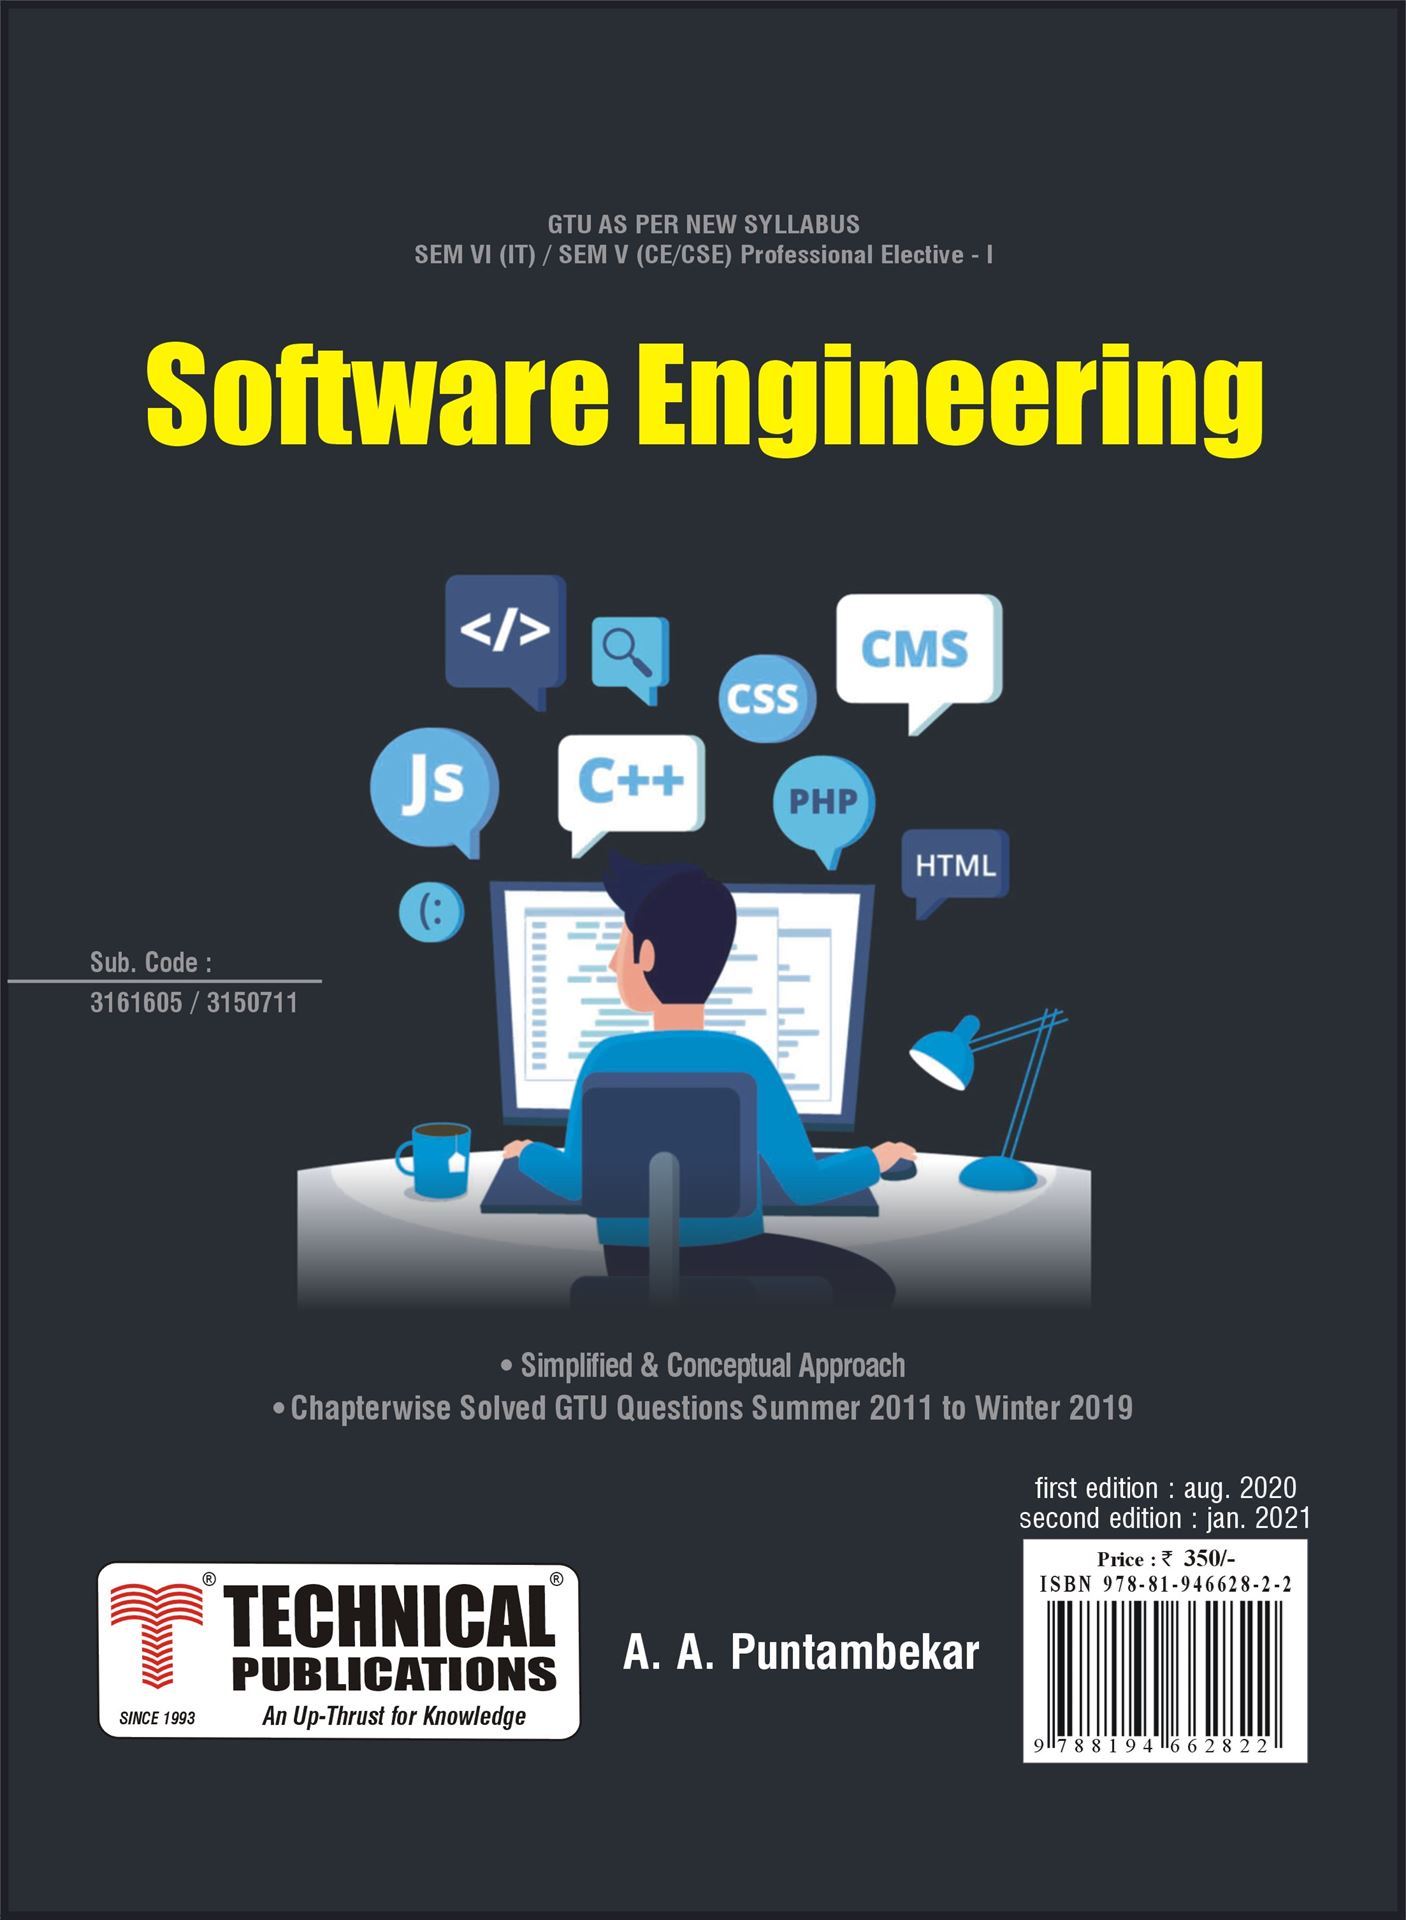 GTU AS PER NEW SYLLABUS
SEM VI (IT) / SEM V (CE/CSE) Professional Elective - I
Software Engineering
</>
CMS
CSS
Js
C++
PHP
HTML
(:
Sub. Code :
3161605 / 3150711
• Simplified & Conceptual Approach
• Chapterwise Solved GTU Questions Summer 2011 to Winter 2019
first edition : aug. 2020
second edition : jan. 2021
Price : ₹ 350/-
ISBN 978-81-946628-2-2
9 788194 662822
® TECHNICAL ®
PUBLICATIONS
SINCE 1993 An Up-Thrust for Knowledge
A. A. Puntambekar